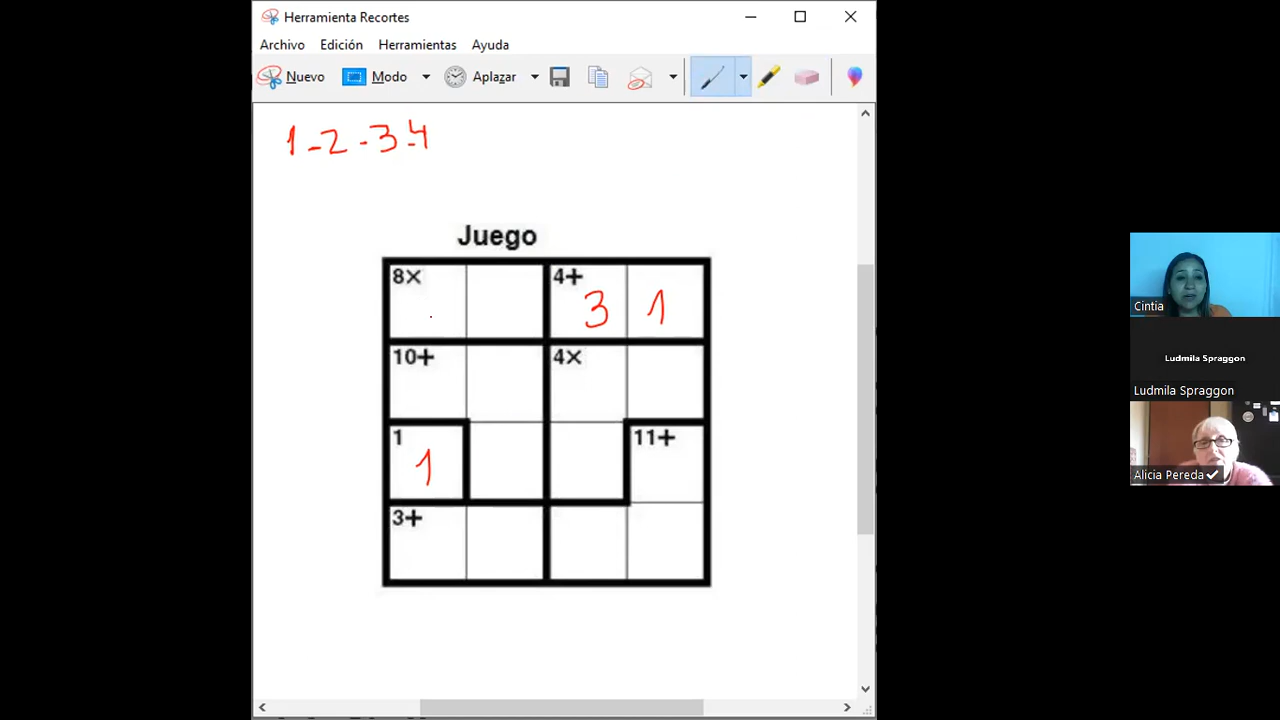 Herramienta Recortes
Archivo Edición Herramientas Ayuda
Nuevo Modo Aplazar
1-2-3-4
Juego
8× 4+
3 1
10+ 4×
1 11+
1
3+
Cintia
Ludmila Spraggon
Ludmila Spraggon
Alicia Pereda